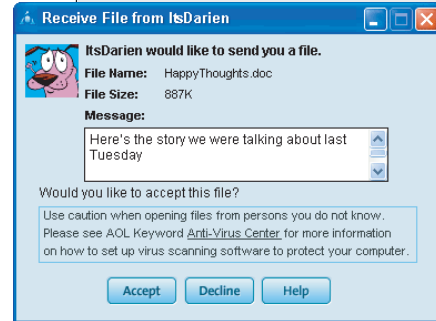 Receive File from ItsDarien
ItsDarien would like to send you a file.
File Name: HappyThoughts.doc
File Size: 887K
Message:
Here's the story we were talking about last
Tuesday
Would you like to accept this file?
Use caution when opening files from persons you do not know.
Please see AOL Keyword Anti-Virus Center for more information
on how to set up virus scanning software to protect your computer.
Accept Decline Help